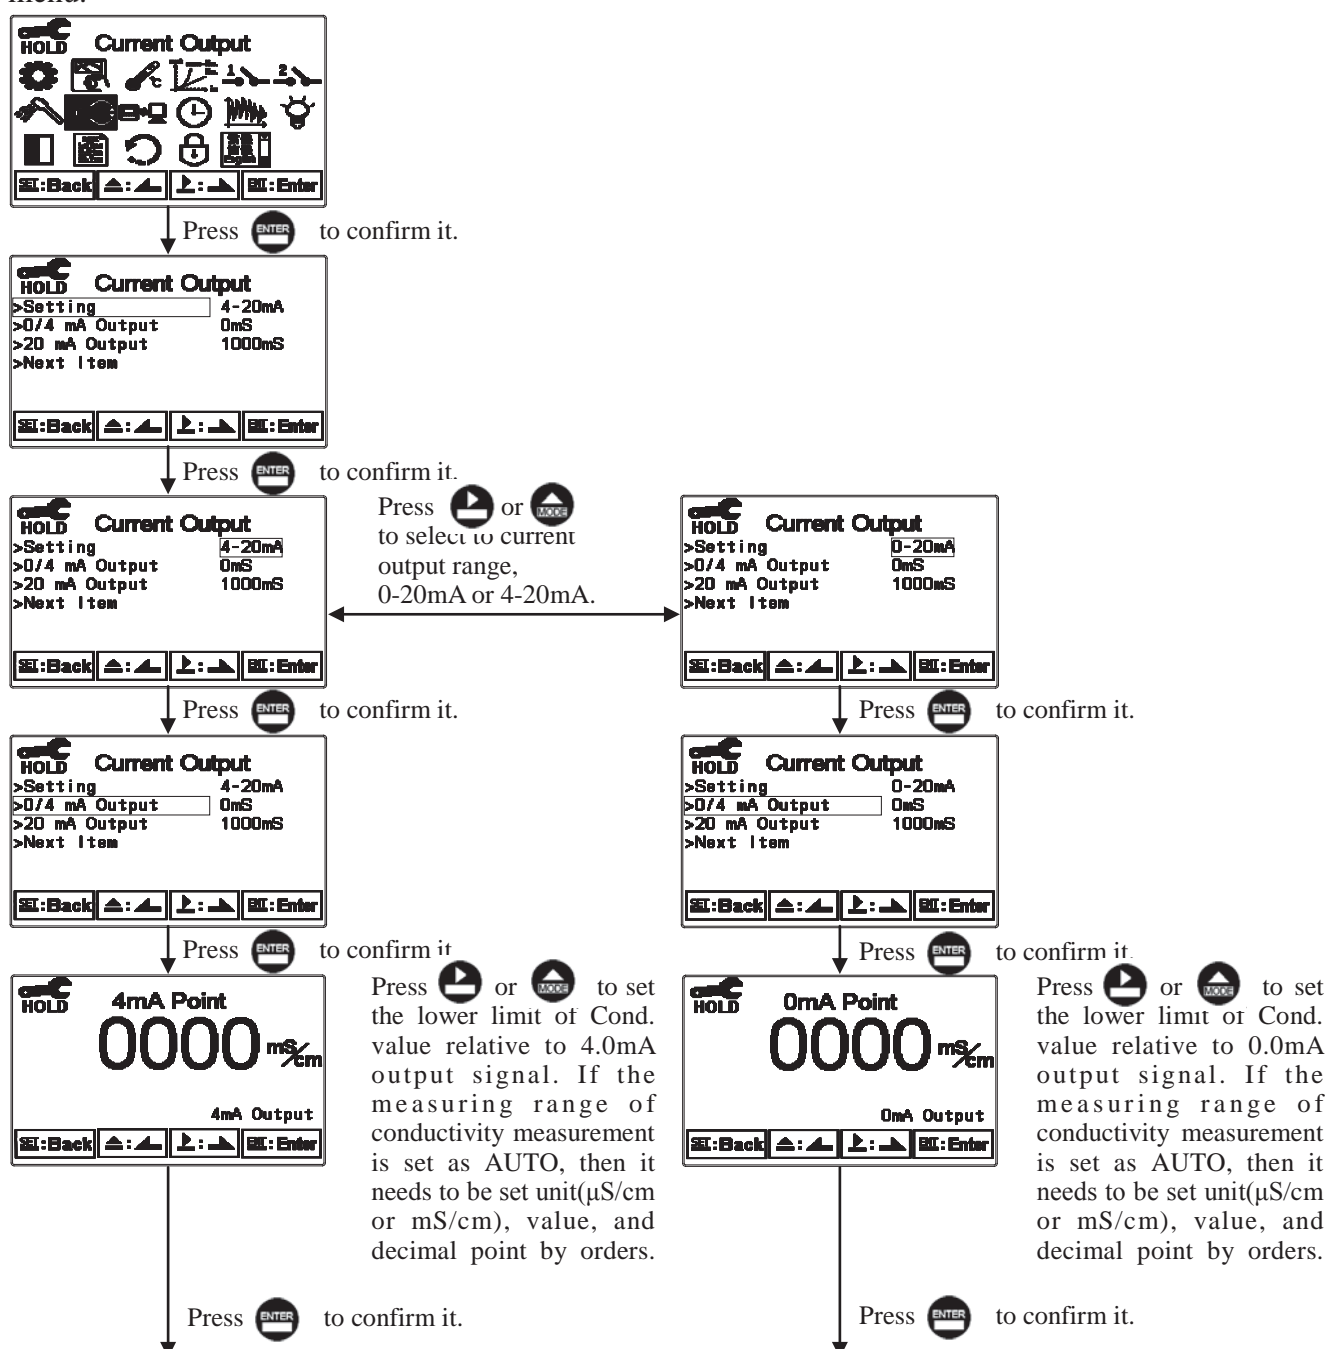 menu.
HOLD Current Output
1 2
°C
English
SET:Back ENT:Enter
Press ENTER to confirm it.
HOLD Current Output
>Setting 4-20mA
>0/4 mA Output 0mS
>20 mA Output 1000mS
>Next Item
SET:Back ENT:Enter
Press ENTER to confirm it.
Press or MODE
to select to current
output range,
0-20mA or 4-20mA.
HOLD Current Output
>Setting 4-20mA
>0/4 mA Output 0mS
>20 mA Output 1000mS
>Next Item
SET:Back ENT:Enter
HOLD Current Output
>Setting 0-20mA
>0/4 mA Output 0mS
>20 mA Output 1000mS
>Next Item
SET:Back ENT:Enter
Press ENTER to confirm it.
Press ENTER to confirm it.
HOLD Current Output
>Setting 4-20mA
>0/4 mA Output 0mS
>20 mA Output 1000mS
>Next Item
SET:Back ENT:Enter
HOLD Current Output
>Setting 0-20mA
>0/4 mA Output 0mS
>20 mA Output 1000mS
>Next Item
SET:Back ENT:Enter
Press ENTER to confirm it.
Press ENTER to confirm it.
HOLD 4mA Point
0000 mS/cm
4mA Output
SET:Back ENT:Enter
Press or MODE to set
the lower limit of Cond.
value relative to 4.0mA
output signal. If the
measuring range of
conductivity measurement
is set as AUTO, then it
needs to be set unit(µS/cm
or mS/cm), value, and
decimal point by orders.
HOLD 0mA Point
0000 mS/cm
0mA Output
SET:Back ENT:Enter
Press or MODE to set
the lower limit of Cond.
value relative to 0.0mA
output signal. If the
measuring range of
conductivity measurement
is set as AUTO, then it
needs to be set unit(µS/cm
or mS/cm), value, and
decimal point by orders.
Press ENTER to confirm it.
Press ENTER to confirm it.